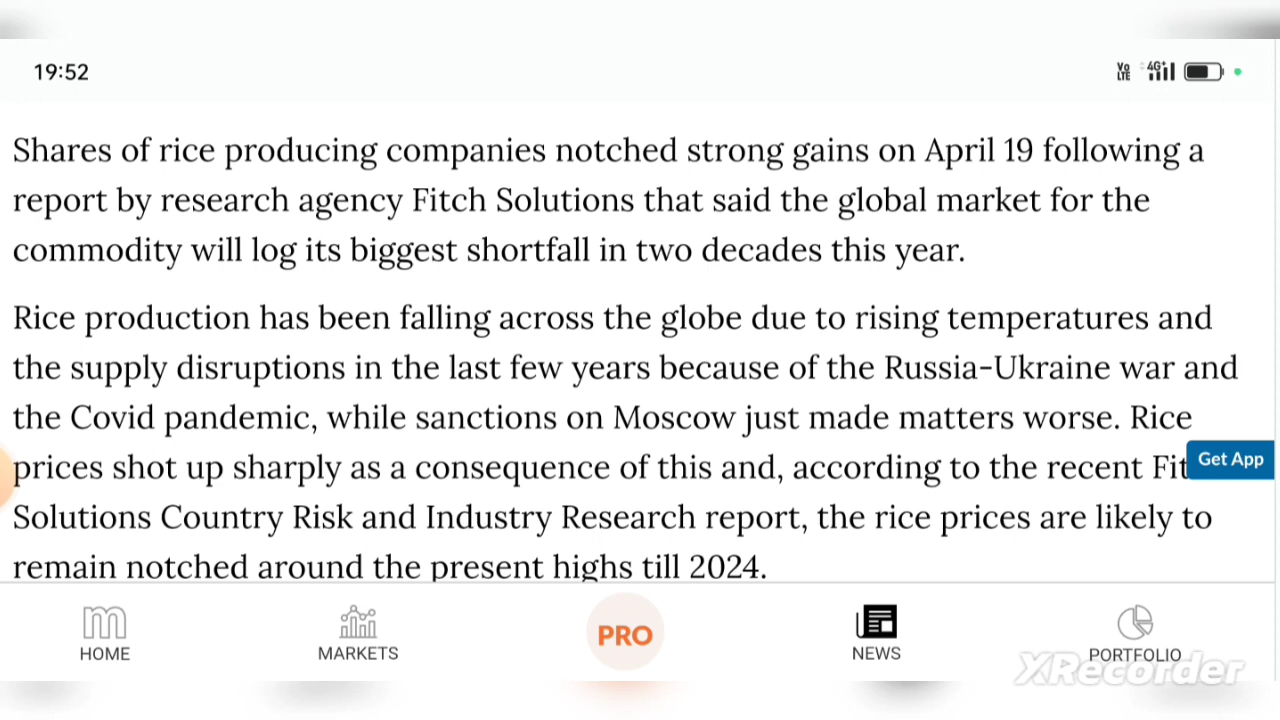 19:52
Vo LTE 4G+
Shares of rice producing companies notched strong gains on April 19 following a
report by research agency Fitch Solutions that said the global market for the
commodity will log its biggest shortfall in two decades this year.
Rice production has been falling across the globe due to rising temperatures and
the supply disruptions in the last few years because of the Russia-Ukraine war and
the Covid pandemic, while sanctions on Moscow just made matters worse. Rice
prices shot up sharply as a consequence of this and, according to the recent Fit
Get App
Solutions Country Risk and Industry Research report, the rice prices are likely to
remain notched around the present highs till 2024.
m
PRO
HOME MARKETS NEWS PORTFOLIO
XRecorder